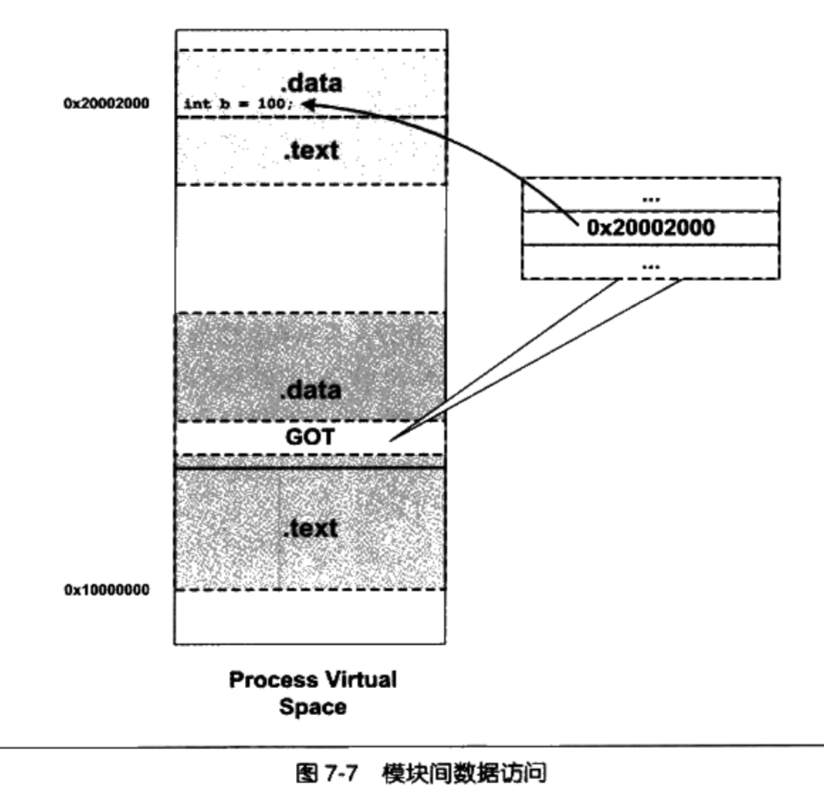 .data
0x20002000
int b = 100;
.text
...
0x20002000
...
.data
GOT
.text
0x10000000
Process Virtual
Space
图 7-7 模块间数据访问